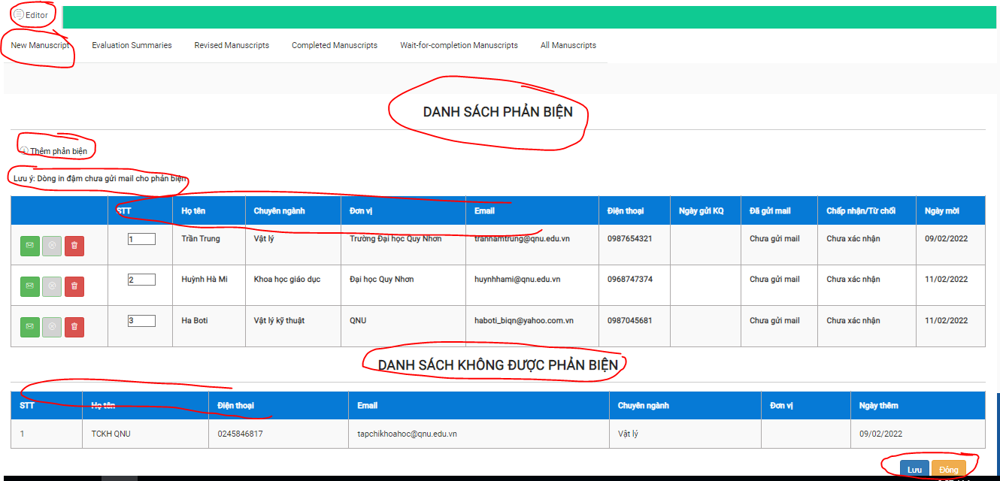 Editor
New Manuscript Evaluation Summaries Revised Manuscripts Completed Manuscripts Wait-for-completion Manuscripts All Manuscripts
DANH SÁCH PHẢN BIỆN
Thêm phản biện
Lưu ý: Dòng in đậm chưa gửi mail cho phản biện
STT Họ tên Chuyên ngành Đơn vị Email Điện thoại Ngày gửi KQ Đã gửi mail Chấp nhận/Từ chối Ngày mời
1 Trần Trung Vật lý Trường Đại học Quy Nhơn trannamtrung@qnu.edu.vn 0987654321 Chưa gửi mail Chưa xác nhận 09/02/2022
2 Huỳnh Hà Mi Khoa học giáo dục Đại học Quy Nhơn huynhhami@qnu.edu.vn 0968747374 Chưa gửi mail Chưa xác nhận 11/02/2022
3 Ha Boti Vật lý kỹ thuật QNU haboti_biqn@yahoo.com.vn 0987045681 Chưa gửi mail Chưa xác nhận 11/02/2022
DANH SÁCH KHÔNG ĐƯỢC PHẢN BIỆN
STT Họ tên Điện thoại Email Chuyên ngành Đơn vị Ngày thêm
1 TCKH QNU 0245846817 tapchikhoahoc@qnu.edu.vn Vật lý 09/02/2022
Lưu Đóng